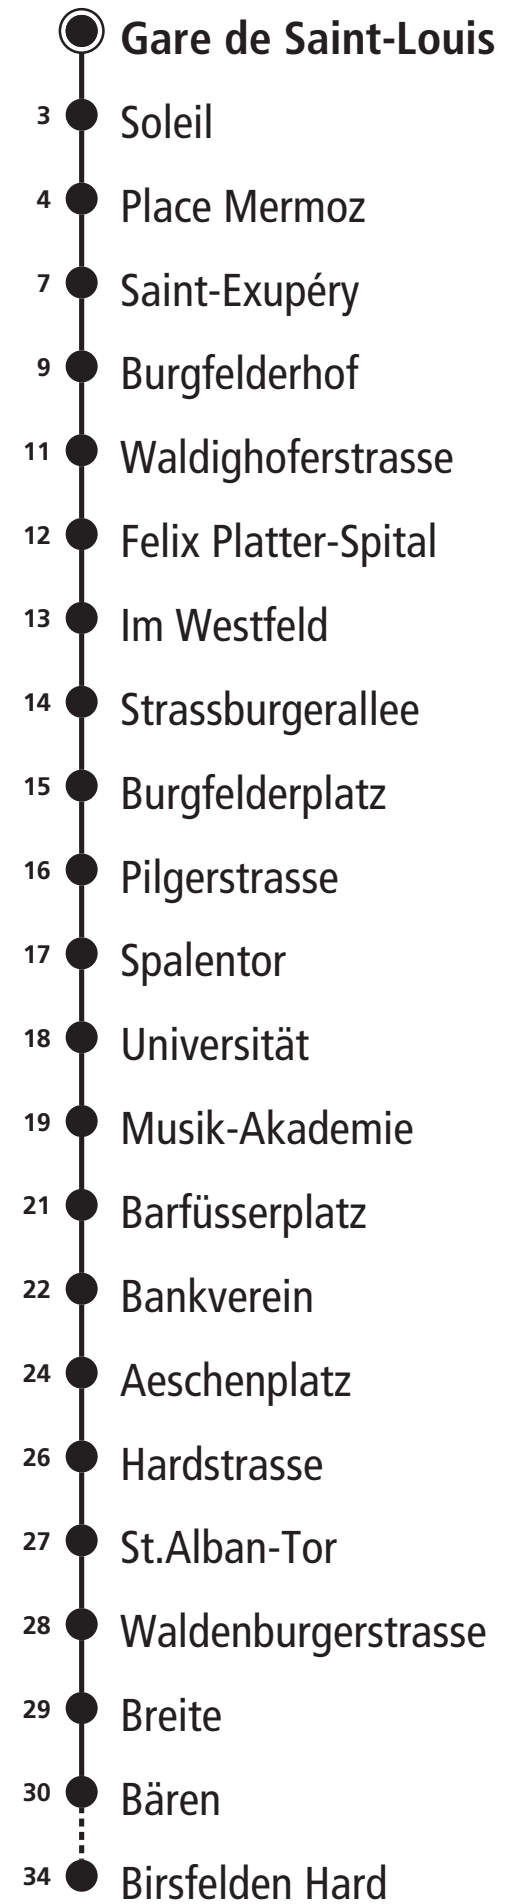 Gare de Saint-Louis
3 Soleil
4 Place Mermoz
7 Saint-Exupéry
9 Burgfelderhof
11 Waldighoferstrasse
12 Felix Platter-Spital
13 Im Westfeld
14 Strassburgerallee
15 Burgfelderplatz
16 Pilgerstrasse
17 Spalentor
18 Universität
19 Musik-Akademie
21 Barfüsserplatz
22 Bankverein
24 Aeschenplatz
26 Hardstrasse
27 St.Alban-Tor
28 Waldenburgerstrasse
29 Breite
30 Bären
34 Birsfelden Hard